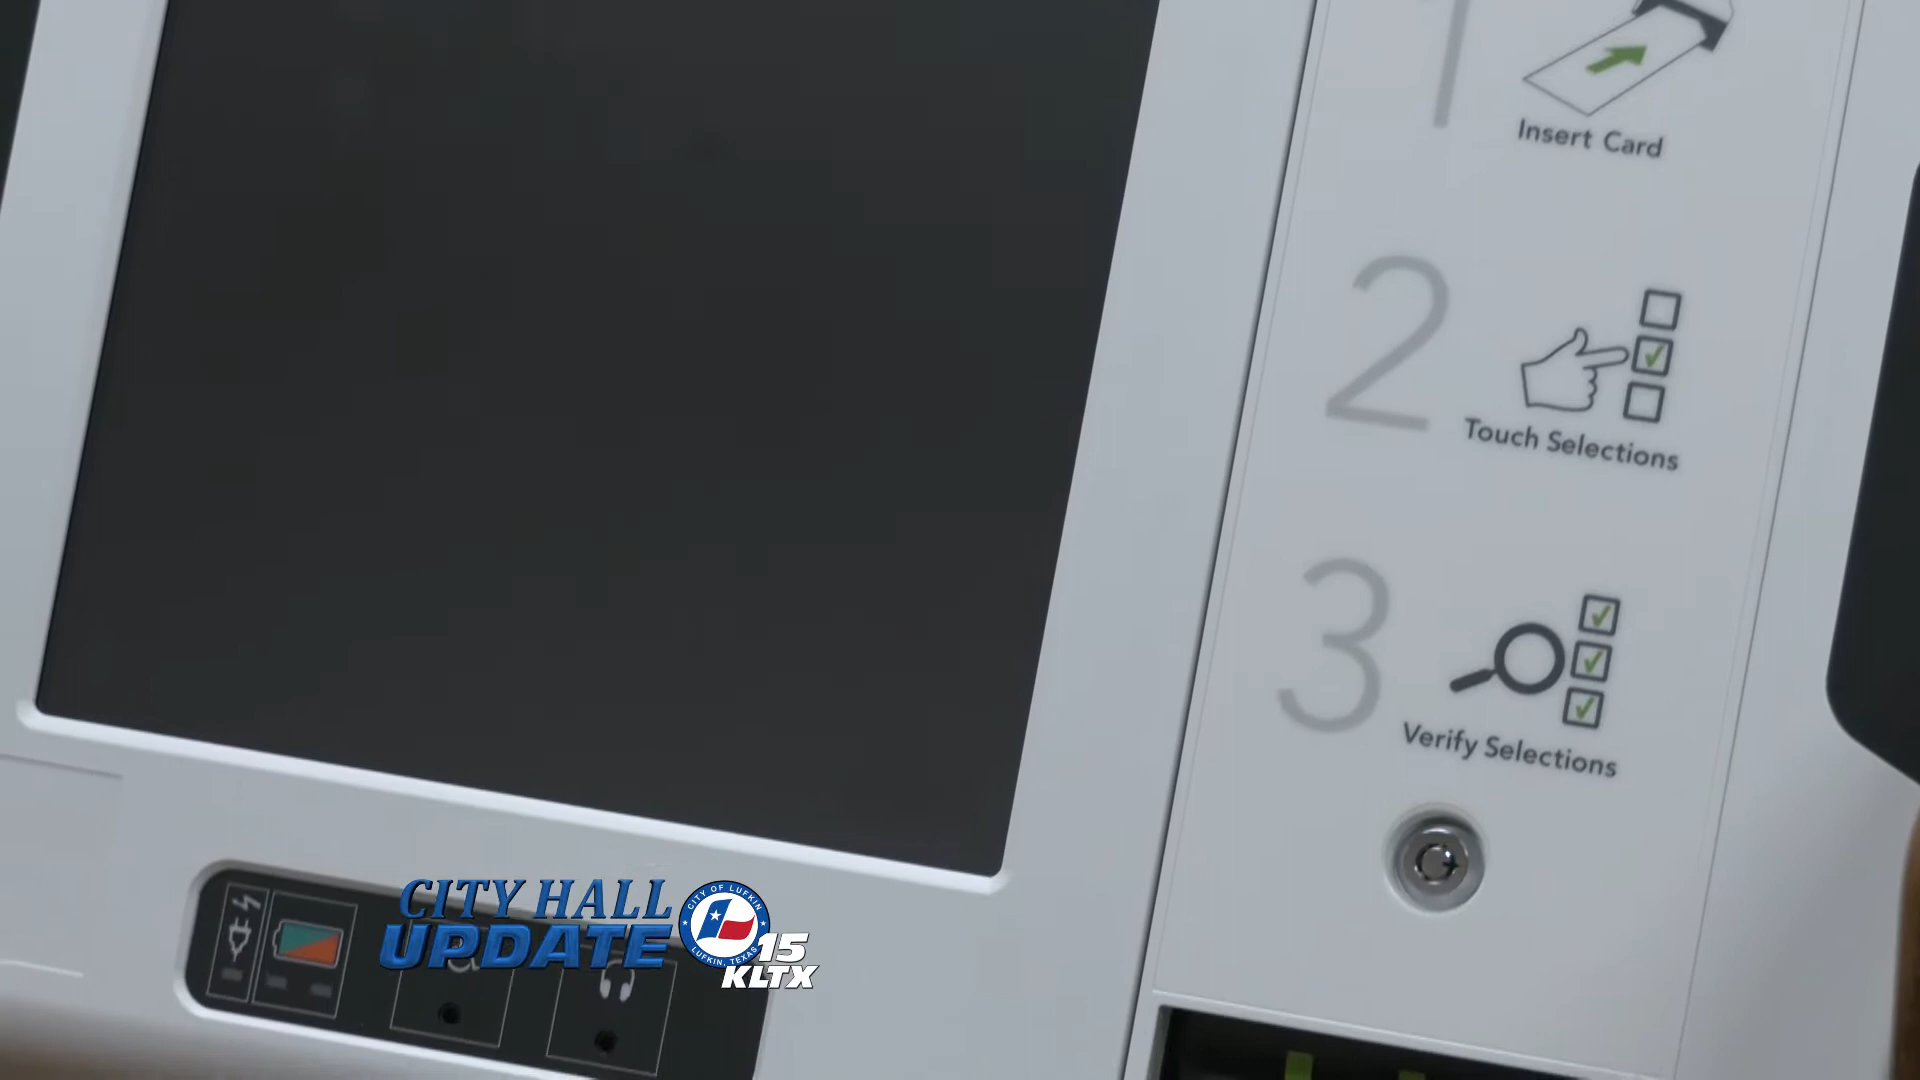 1
Insert Card
2
Touch Selections
3
Verify Selections
CITY HALL
UPDATE
CITY OF LUFKIN
LUFKIN, TEXAS
15
KLTX